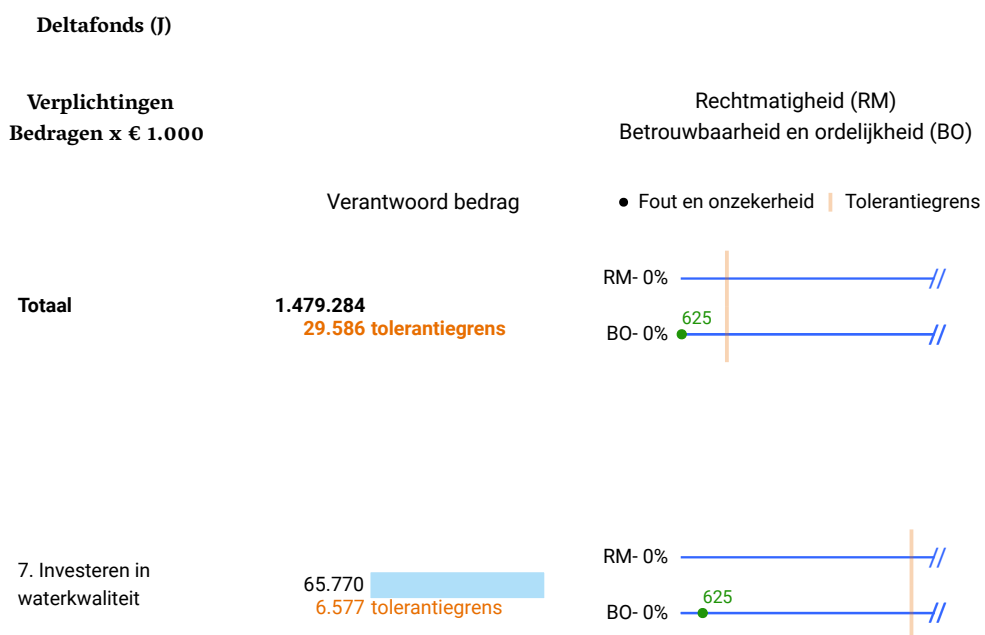 Deltafonds (J)
Verplichtingen
Bedragen x € 1.000
Rechtmatigheid (RM)
Betrouwbaarheid en ordelijkheid (BO)
Verantwoord bedrag
Fout en onzekerheid
Tolerantiegrens
Totaal
1.479.284
29.586 tolerantiegrens
RM- 0%
625
BO- 0%
7. Investeren in
waterkwaliteit
65.770
6.577 tolerantiegrens
RM- 0%
625
BO- 0%